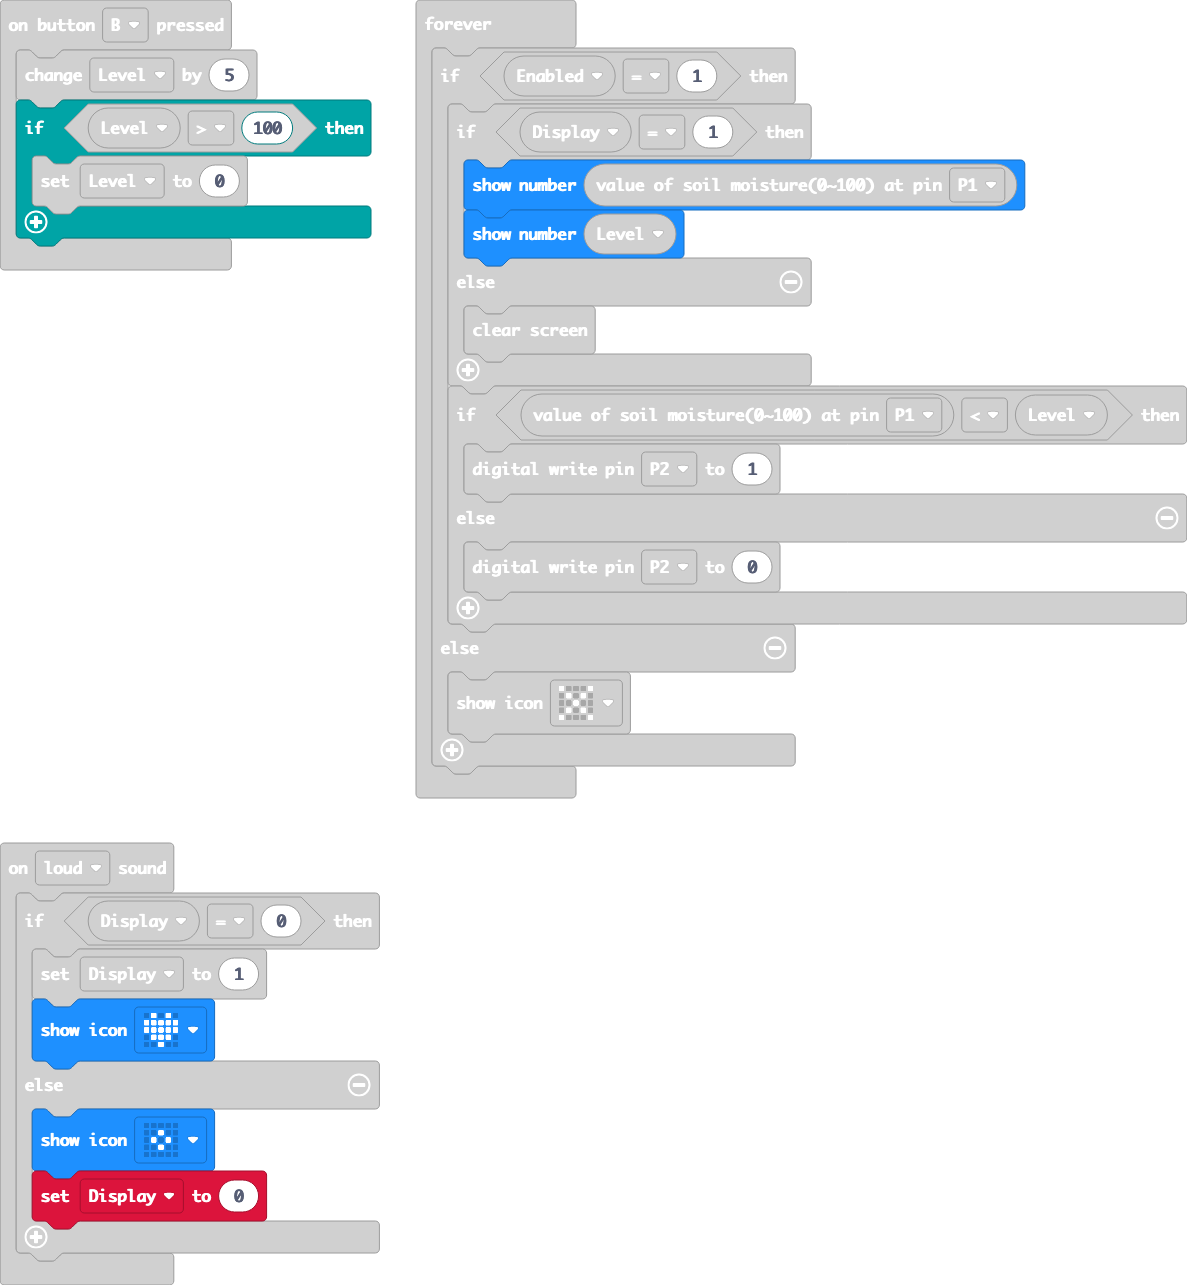 on button B pressed
change Level by 5
if Level > 100 then
set Level to 0
forever
if Enabled = 1 then
if Display = 1 then
show number value of soil moisture(0~100) at pin P1
show number Level
else
clear screen
if value of soil moisture(0~100) at pin P1 < Level then
digital write pin P2 to 1
else
digital write pin P2 to 0
else
show icon
on loud sound
if Display = 0 then
set Display to 1
show icon
else
show icon
set Display to 0